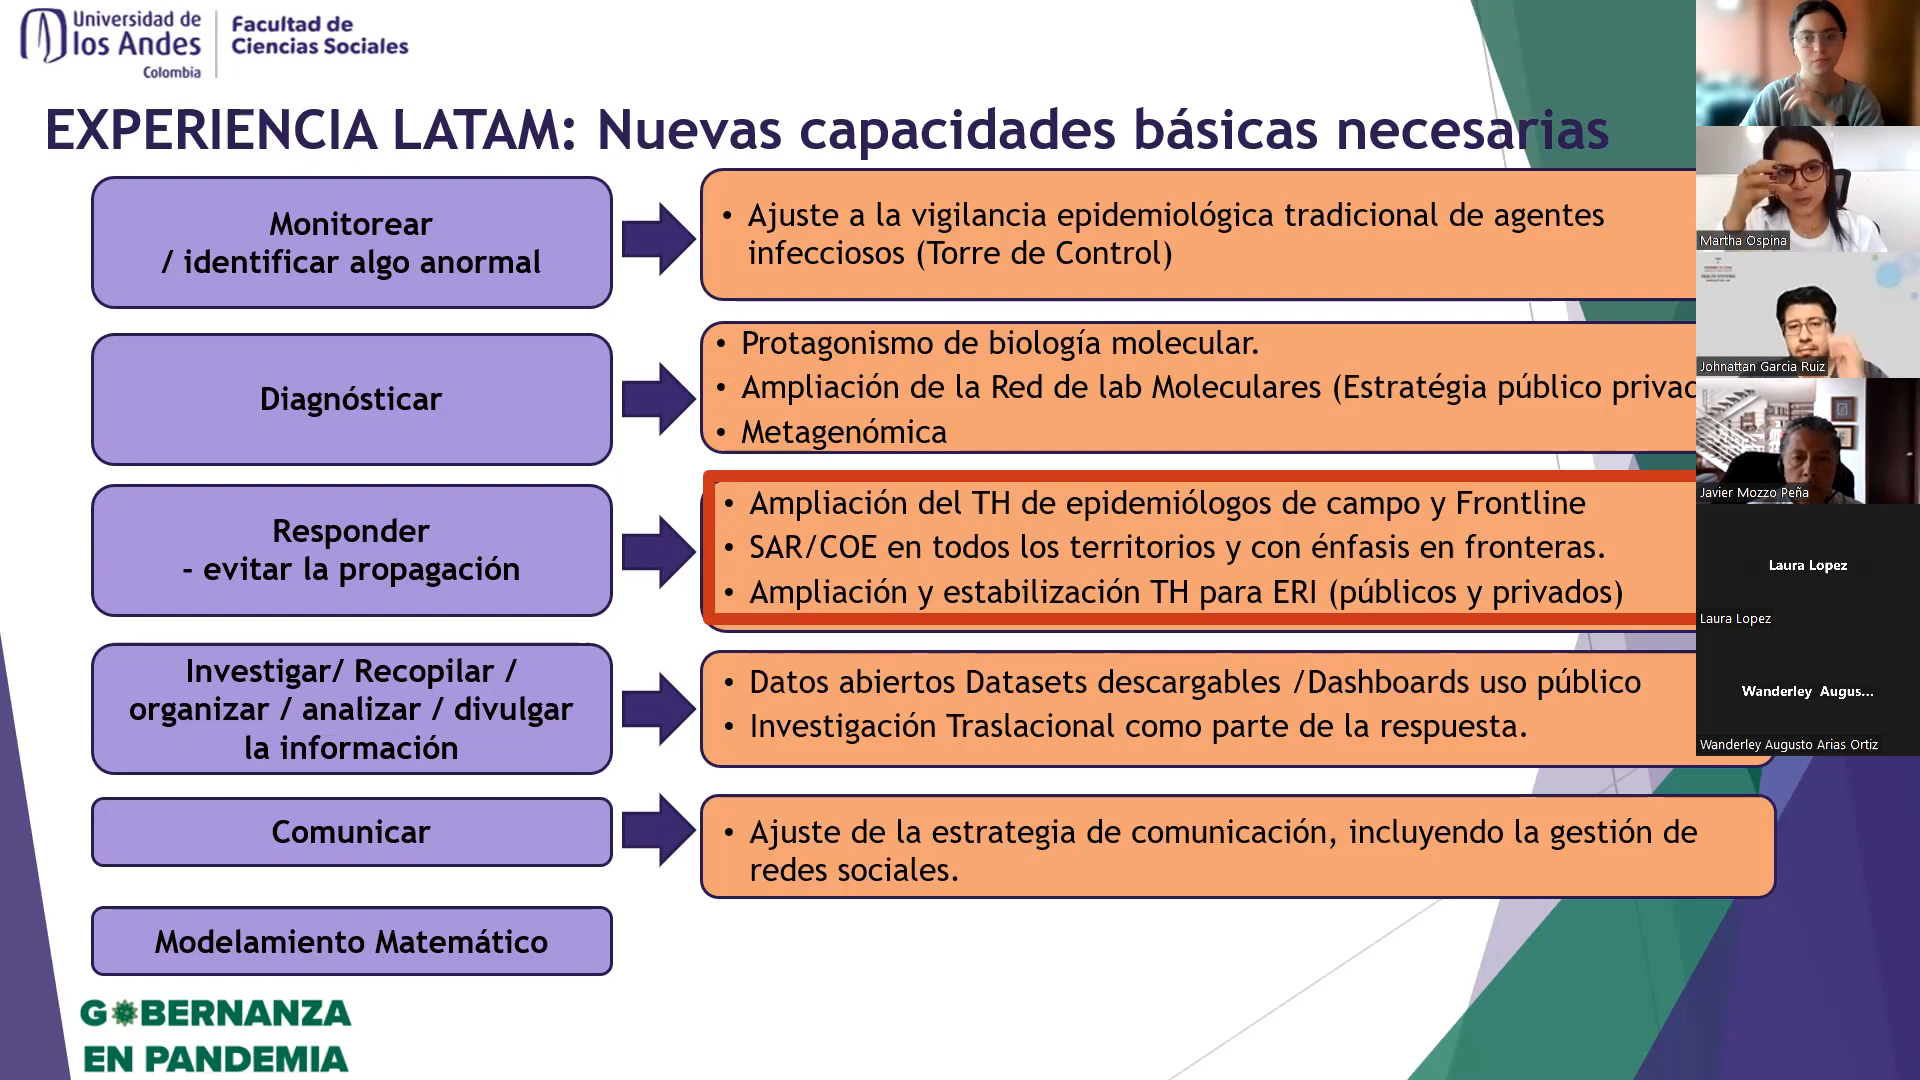 Universidad de
los Andes
Colombia
Facultad de
Ciencias Sociales
EXPERIENCIA LATAM: Nuevas capacidades básicas necesarias
Monitorear
/ identificar algo anormal
• Ajuste a la vigilancia epidemiológica tradicional de agentes
infecciosos (Torre de Control)
Diagnósticar
• Protagonismo de biología molecular.
• Ampliación de la Red de lab Moleculares (Estratégia público privad
• Metagenómica
Responder
- evitar la propagación
• Ampliación del TH de epidemiólogos de campo y Frontline
• SAR/COE en todos los territorios y con énfasis en fronteras.
• Ampliación y estabilización TH para ERI (públicos y privados)
Investigar/ Recopilar /
organizar / analizar / divulgar
la información
• Datos abiertos Datasets descargables /Dashboards uso público
• Investigación Traslacional como parte de la respuesta.
Comunicar
• Ajuste de la estrategia de comunicación, incluyendo la gestión de
redes sociales.
Modelamiento Matemático
GOBERNANZA
EN PANDEMIA
Martha Ospina
Johnattan Garcia Ruiz
Javier Mozzo Peña
Laura Lopez
Laura Lopez
Wanderley Augus...
Wanderley Augusto Arias Ortiz